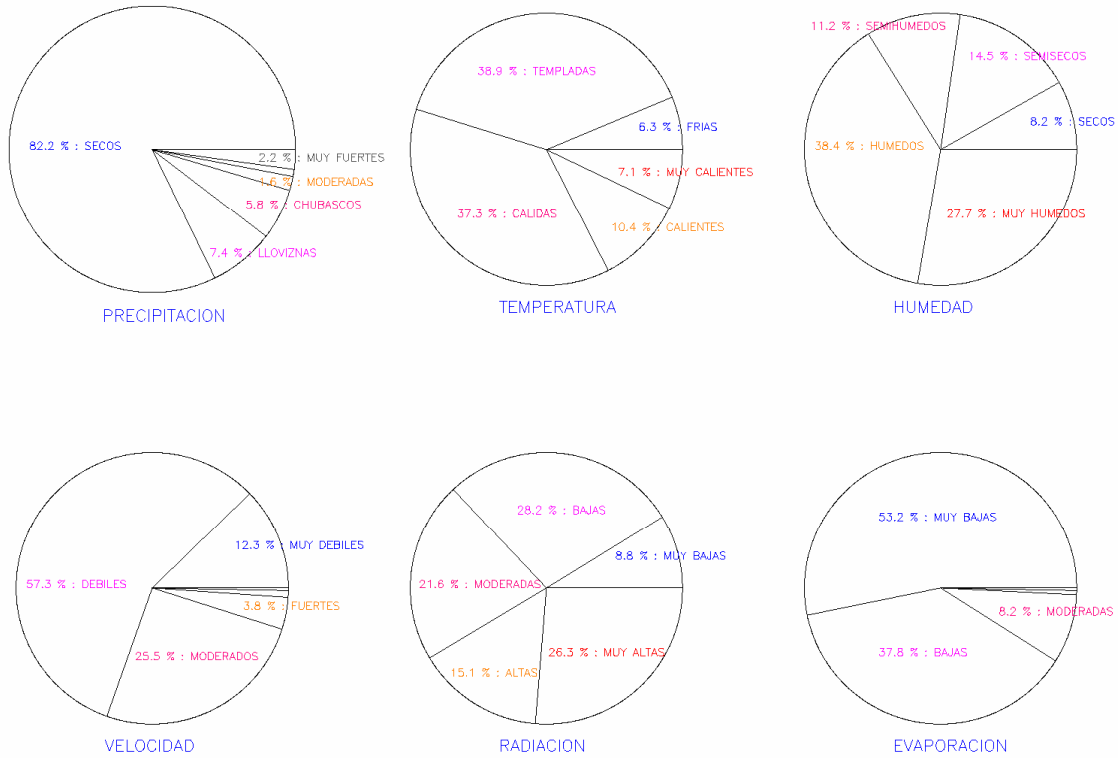 82.2 % : SECOS
2.2 % : MUY FUERTES
1.6 % : MODERADAS
5.8 % : CHUBASCOS
7.4 % : LLOVIZNAS
PRECIPITACION
38.9 % : TEMPLADAS
6.3 % : FRIAS
7.1 % : MUY CALIENTES
37.3 % : CALIDAS
10.4 % : CALIENTES
TEMPERATURA
11.2 % : SEMIHUMEDOS
14.5 % : SEMISECOS
8.2 % : SECOS
38.4 % : HUMEDOS
27.7 % : MUY HUMEDOS
HUMEDAD
12.3 % : MUY DEBILES
57.3 % : DEBILES
3.8 % : FUERTES
25.5 % : MODERADOS
VELOCIDAD
28.2 % : BAJAS
8.8 % : MUY BAJAS
21.6 % : MODERADAS
26.3 % : MUY ALTAS
15.1 % : ALTAS
RADIACION
53.2 % : MUY BAJAS
8.2 % : MODERADAS
37.8 % : BAJAS
EVAPORACION